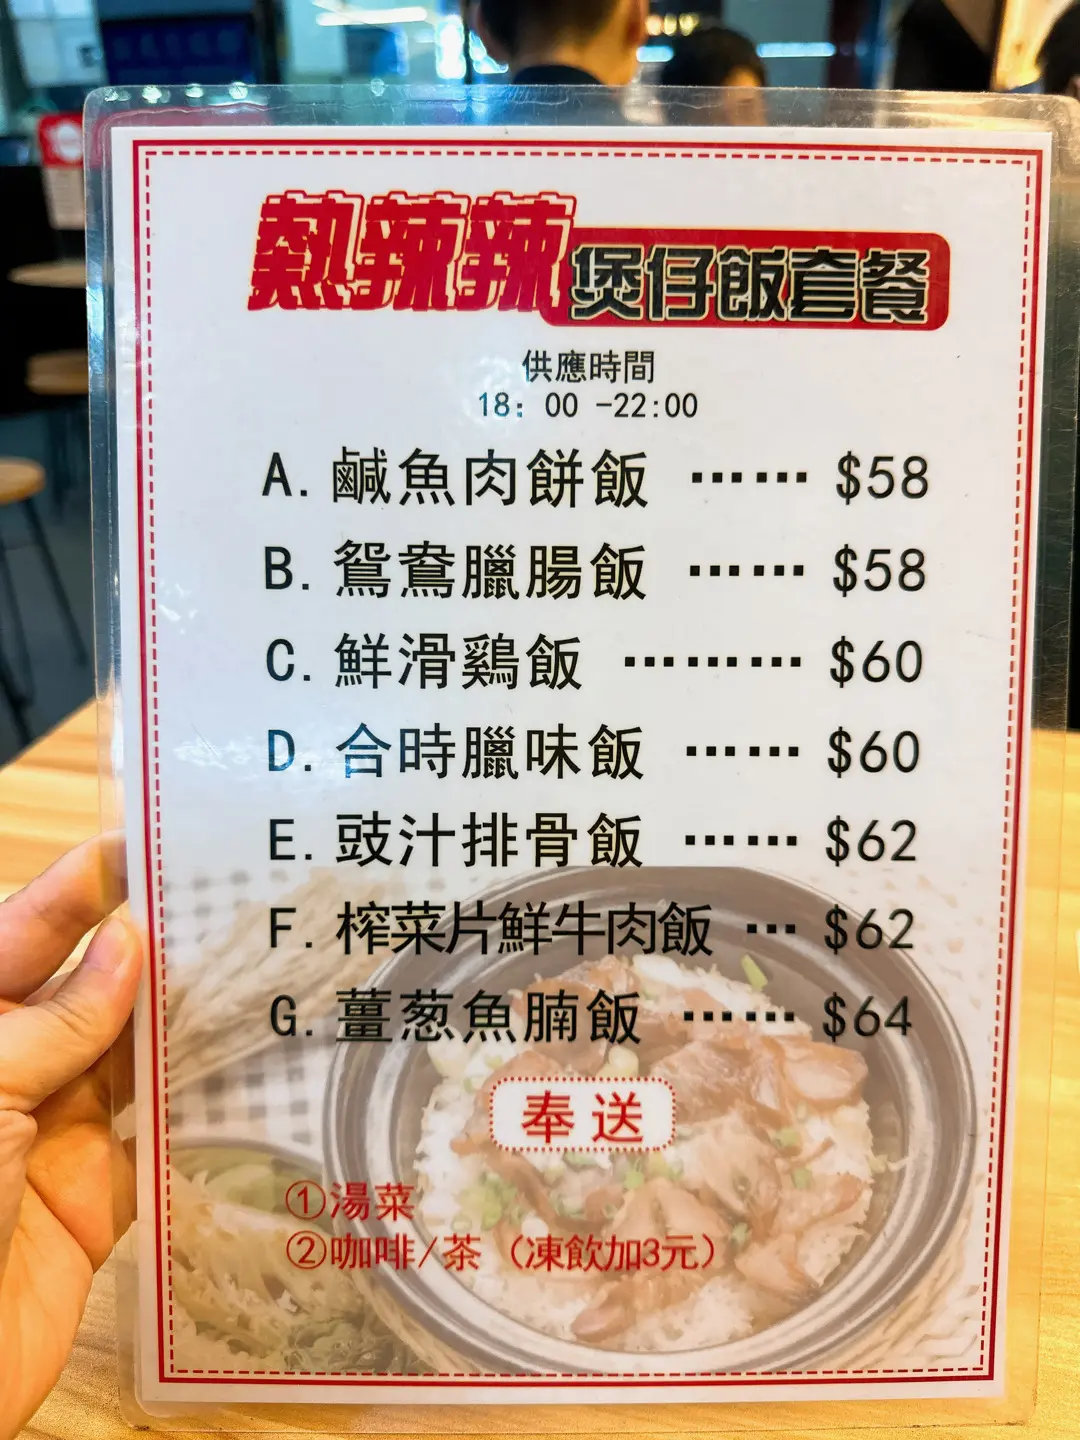 熱辣辣煲仔飯套餐
供應時間
18：00 -22:00
A.鹹魚肉餅飯 ⋯⋯ $58
B.鴛鴦臘腸飯 ⋯⋯ $58
C.鮮滑鷄飯 ⋯⋯⋯ $60
D.合時臘味飯 ⋯⋯ $60
E.豉汁排骨飯 ⋯⋯ $62
F.榨菜片鮮牛肉飯 ⋯ $62
G.薑葱魚腩飯 ⋯⋯ $64
奉送
①湯菜
②咖啡/茶（凍飲加3元）